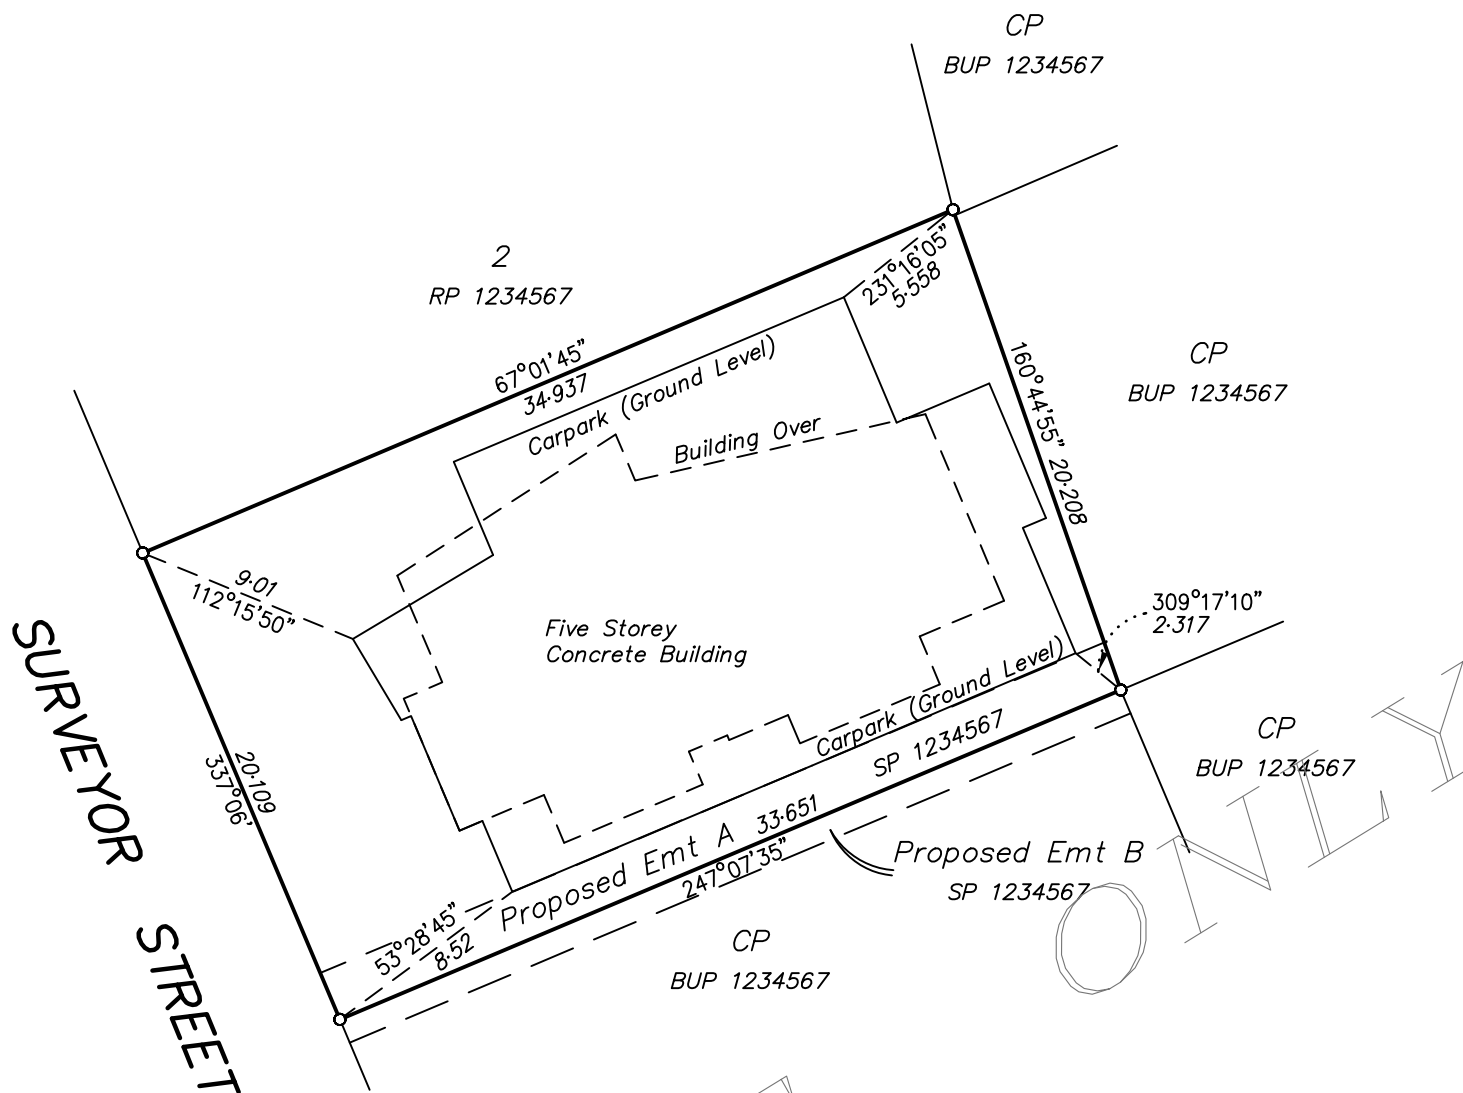 CP
BUP 1234567
2
RP 1234567
231°16'05"
5·558
67°01'45"
34·937
Carpark (Ground Level)
Building Over
160°44'55" 20·208
CP
BUP 1234567
9·01
112°15'50"
Five Storey
Concrete Building
309°17'10"
2·317
Carpark (Ground Level)
SP 1234567
CP
BUP 1234567
20·109
337°06'
Proposed Emt A 33·651
247°07'35"
Proposed Emt B
SP 1234567
53°28'45"
8·52
CP
BUP 1234567
SURVEYOR STREET
ONLY